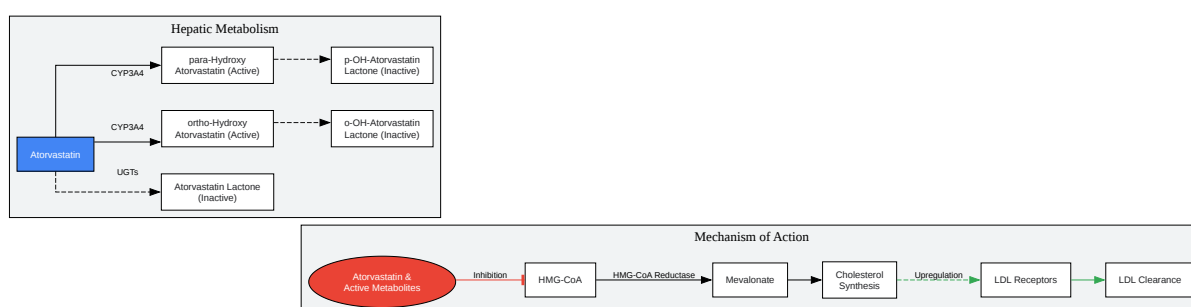 Hepatic Metabolism
para-Hydroxy
Atorvastatin (Active)
p-OH-Atorvastatin
Lactone (Inactive)
CYP3A4
ortho-Hydroxy
Atorvastatin (Active)
o-OH-Atorvastatin
Lactone (Inactive)
CYP3A4
Atorvastatin
UGTs
Atorvastatin Lactone
(Inactive)
Mechanism of Action
Atorvastatin &
Active Metabolites
Inhibition
HMG-CoA
HMG-CoA Reductase
Mevalonate
Cholesterol
Synthesis
Upregulation
LDL Receptors
LDL Clearance